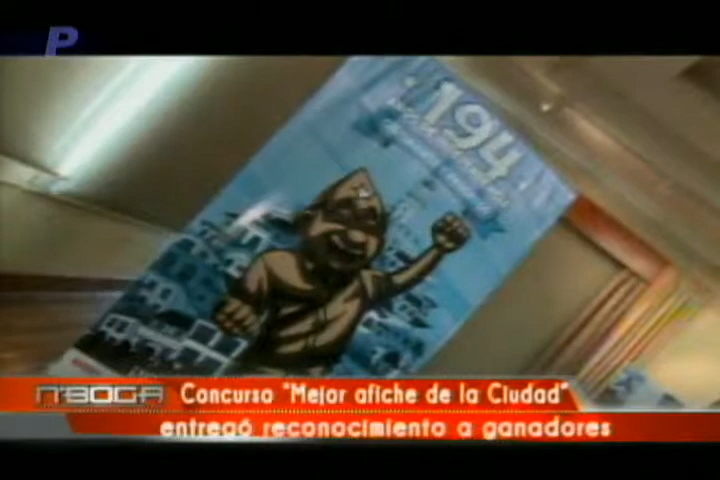 P
194
N'BOGA
Concurso "Mejor afiche de la Ciudad"
entregó reconocimiento a ganadores